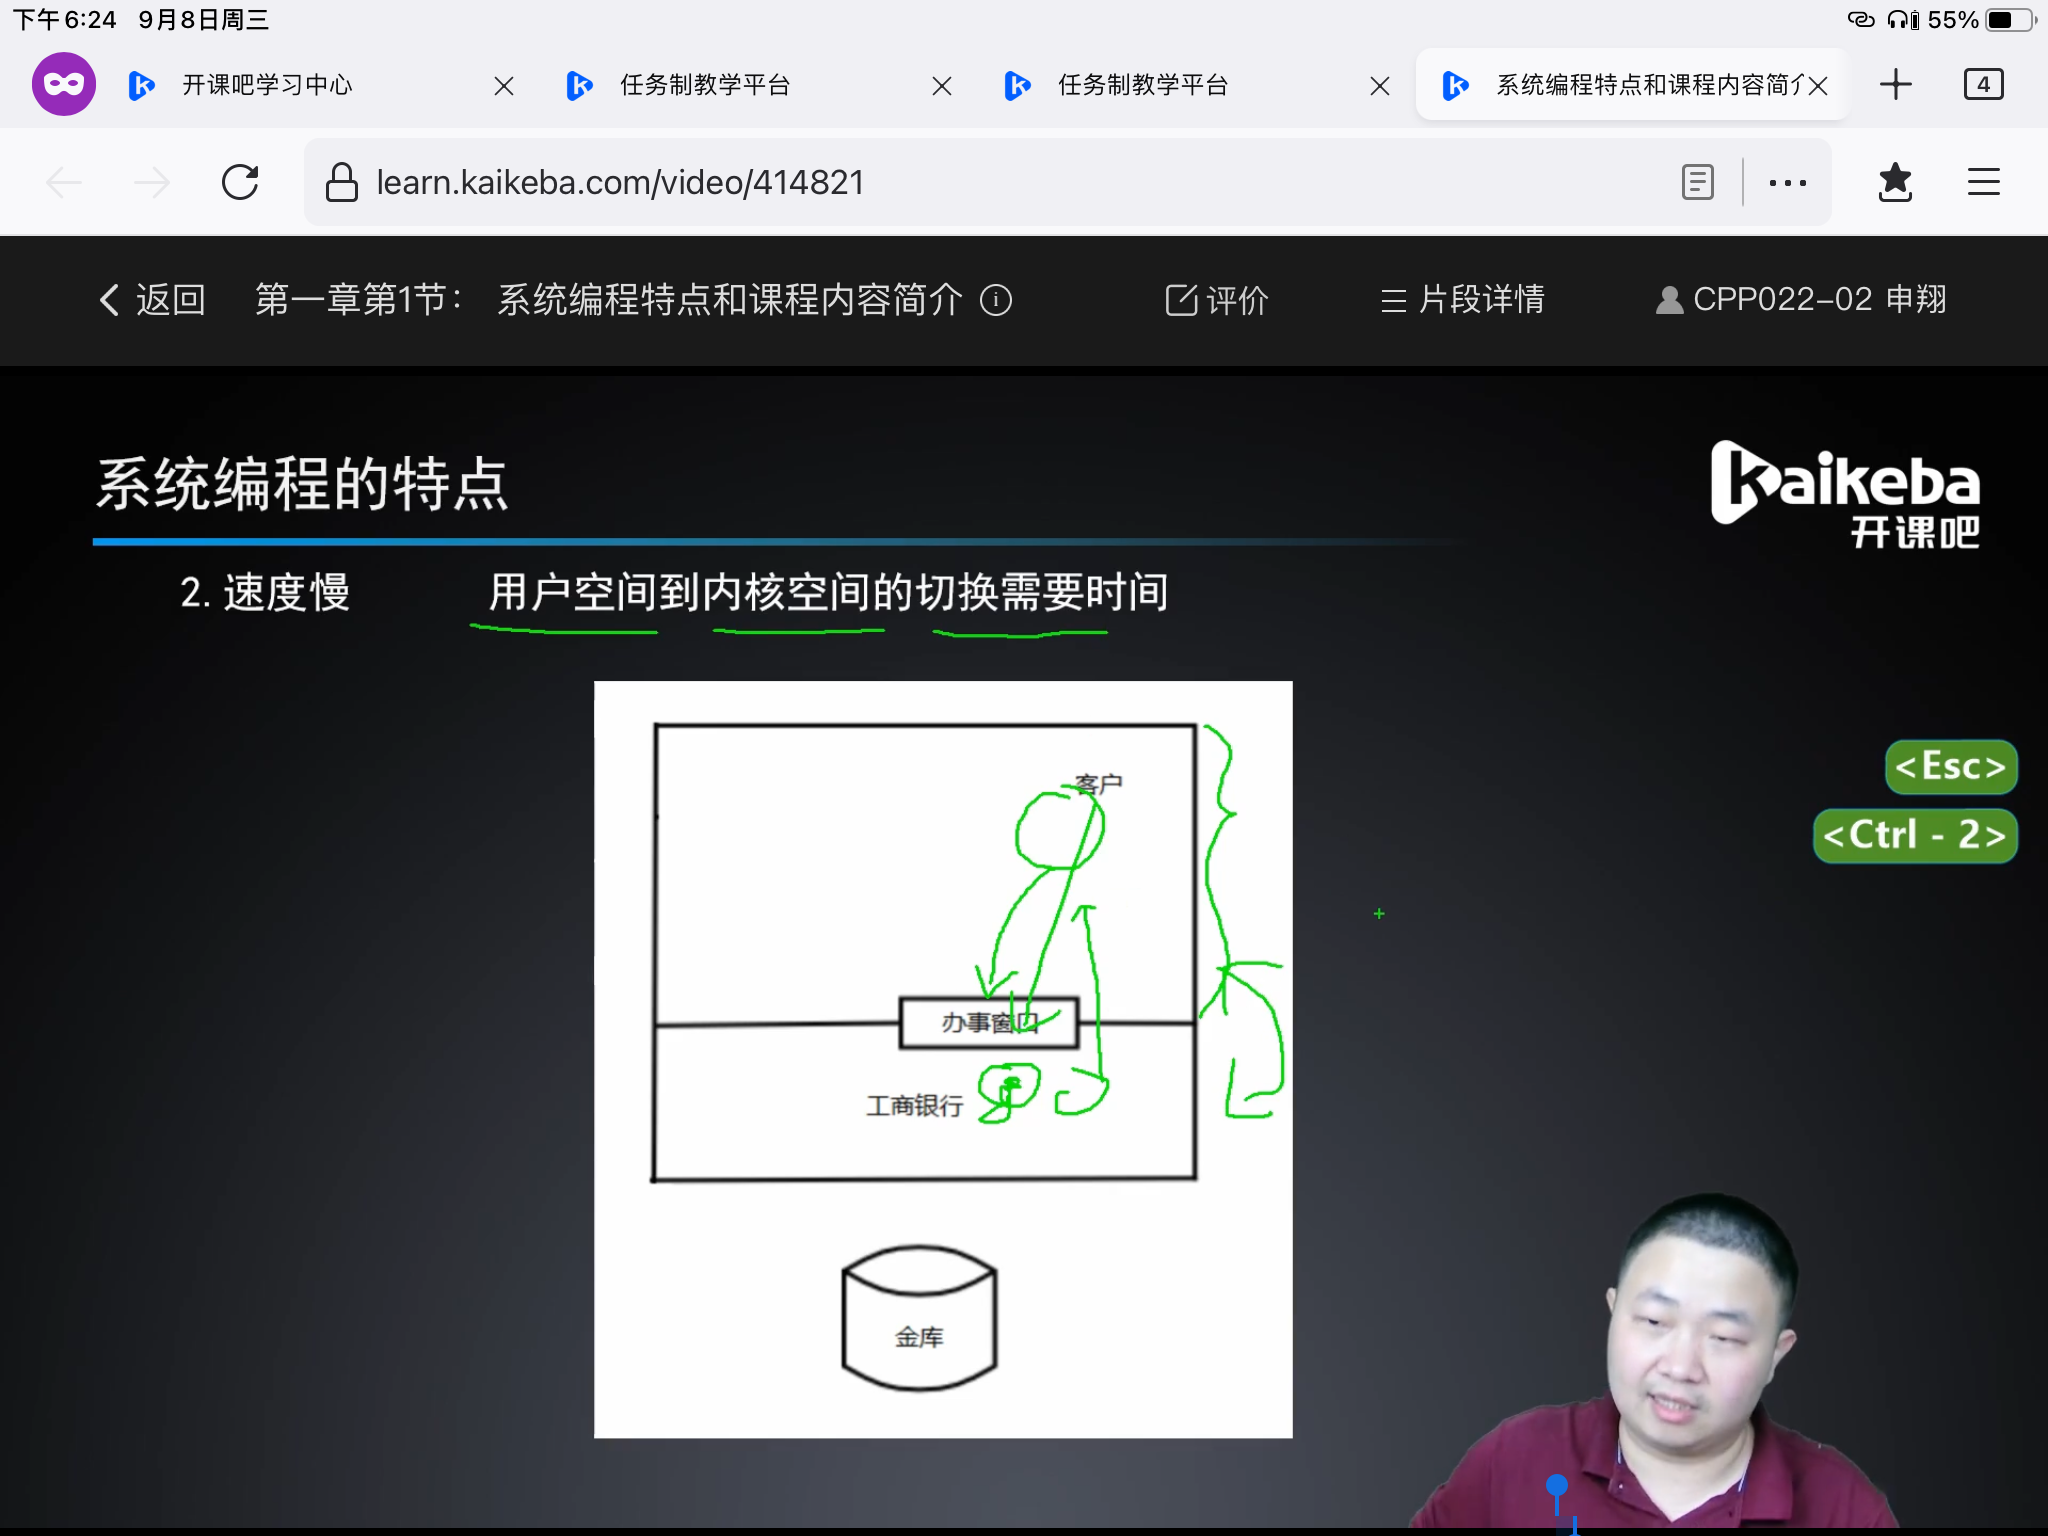 下午6:24 9月8日周三
55%
开课吧学习中心
任务制教学平台
任务制教学平台
系统编程特点和课程内容简介
4
learn.kaikeba.com/video/414821
返回 第一章第1节: 系统编程特点和课程内容简介 评价 片段详情 CPP022-02 申翔
系统编程的特点
kaikeba
开课吧
2. 速度慢 用户空间到内核空间的切换需要时间
<Esc>
<Ctrl - 2>
客户
办事窗口
工商银行
金库